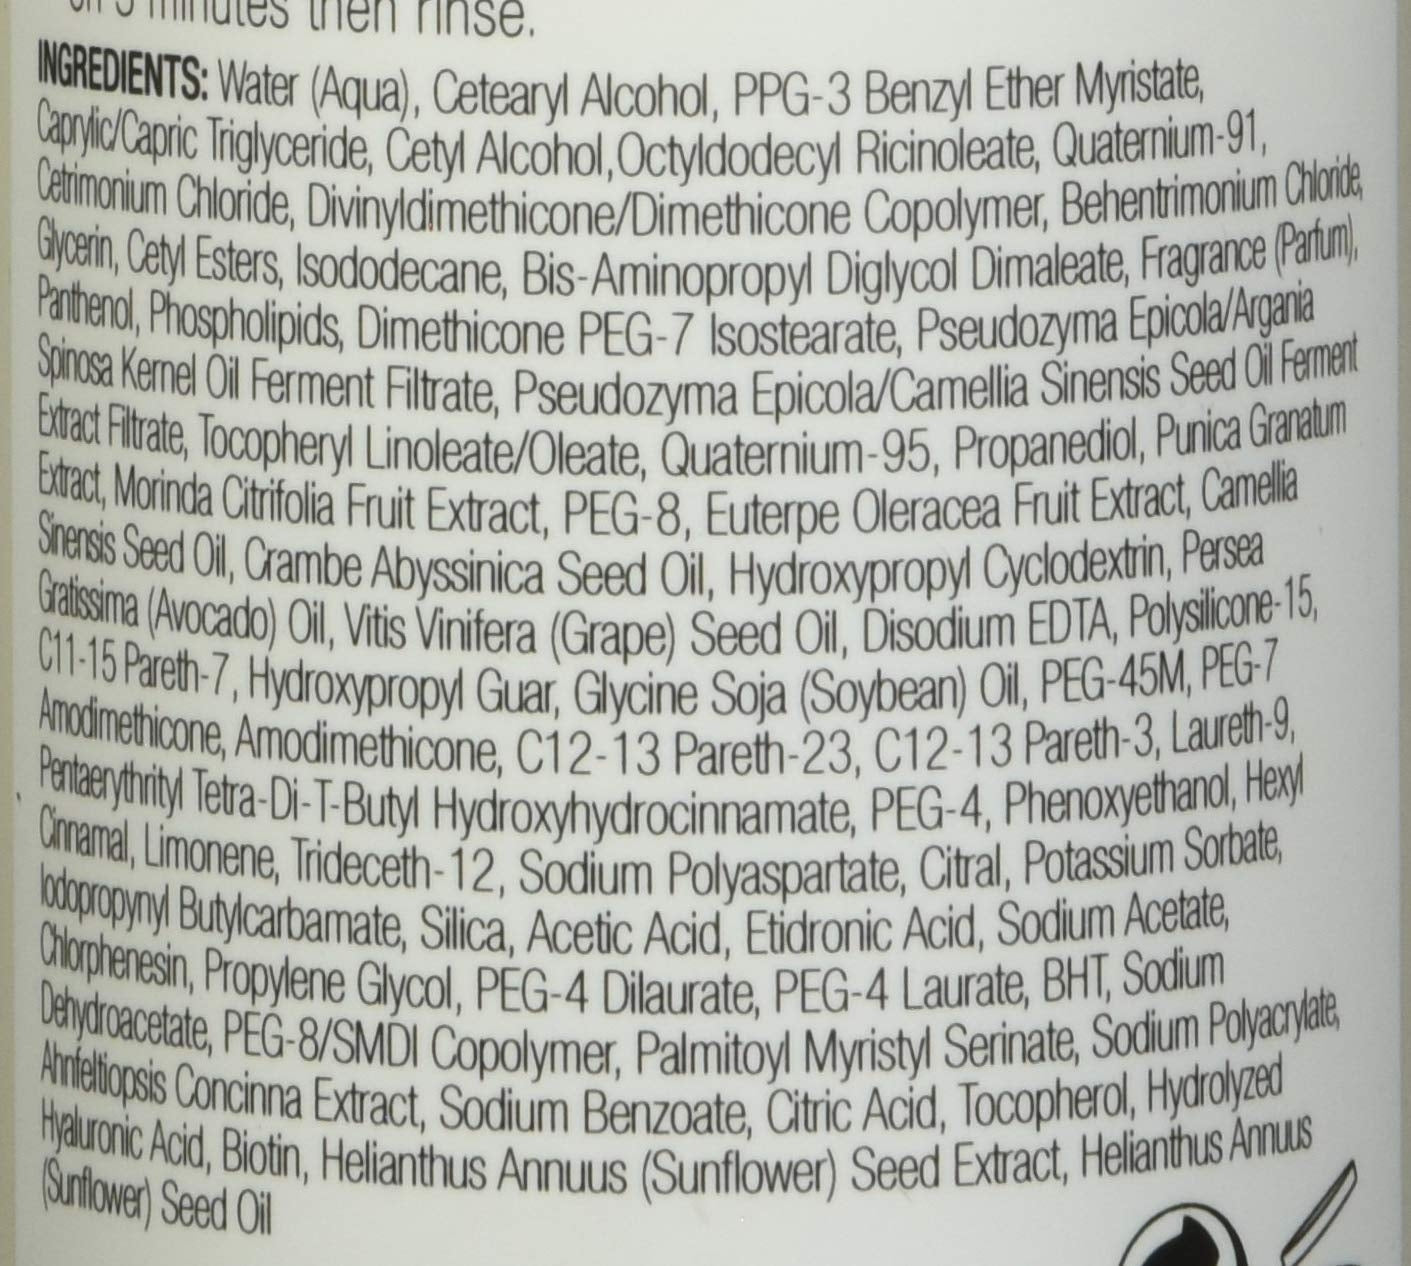 on 5 minutes then rinse.
INGREDIENTS: Water (Aqua), Cetearyl Alcohol, PPG-3 Benzyl Ether Myristate,
Caprylic/Capric Triglyceride, Cetyl Alcohol,Octyldodecyl Ricinoleate, Quaternium-91,
Cetrimonium Chloride, Divinyldimethicone/Dimethicone Copolymer, Behentrimonium Chloride,
Glycerin, Cetyl Esters, Isododecane, Bis-Aminopropyl Diglycol Dimaleate, Fragrance (Parfum),
Panthenol, Phospholipids, Dimethicone PEG-7 Isostearate, Pseudozyma Epicola/Argania
Spinosa Kernel Oil Ferment Filtrate, Pseudozyma Epicola/Camellia Sinensis Seed Oil Ferment
Extract Filtrate, Tocopheryl Linoleate/Oleate, Quaternium-95, Propanediol, Punica Granatum
Extract, Morinda Citrifolia Fruit Extract, PEG-8, Euterpe Oleracea Fruit Extract, Camellia
Sinensis Seed Oil, Crambe Abyssinica Seed Oil, Hydroxypropyl Cyclodextrin, Persea
Gratissima (Avocado) Oil, Vitis Vinifera (Grape) Seed Oil, Disodium EDTA, Polysilicone-15,
C11-15 Pareth-7, Hydroxypropyl Guar, Glycine Soja (Soybean) Oil, PEG-45M, PEG-7
Amodimethicone, Amodimethicone, C12-13 Pareth-23, C12-13 Pareth-3, Laureth-9,
Pentaerythrityl Tetra-Di-T-Butyl Hydroxyhydrocinnamate, PEG-4, Phenoxyethanol, Hexyl
Cinnamal, Limonene, Trideceth-12, Sodium Polyaspartate, Citral, Potassium Sorbate,
Iodopropynyl Butylcarbamate, Silica, Acetic Acid, Etidronic Acid, Sodium Acetate,
Chlorphenesin, Propylene Glycol, PEG-4 Dilaurate, PEG-4 Laurate, BHT, Sodium
Dehydroacetate, PEG-8/SMDI Copolymer, Palmitoyl Myristyl Serinate, Sodium Polyacrylate,
Ahnfeltiopsis Concinna Extract, Sodium Benzoate, Citric Acid, Tocopherol, Hydrolyzed
Hyaluronic Acid, Biotin, Helianthus Annuus (Sunflower) Seed Extract, Helianthus Annuus
(Sunflower) Seed Oil